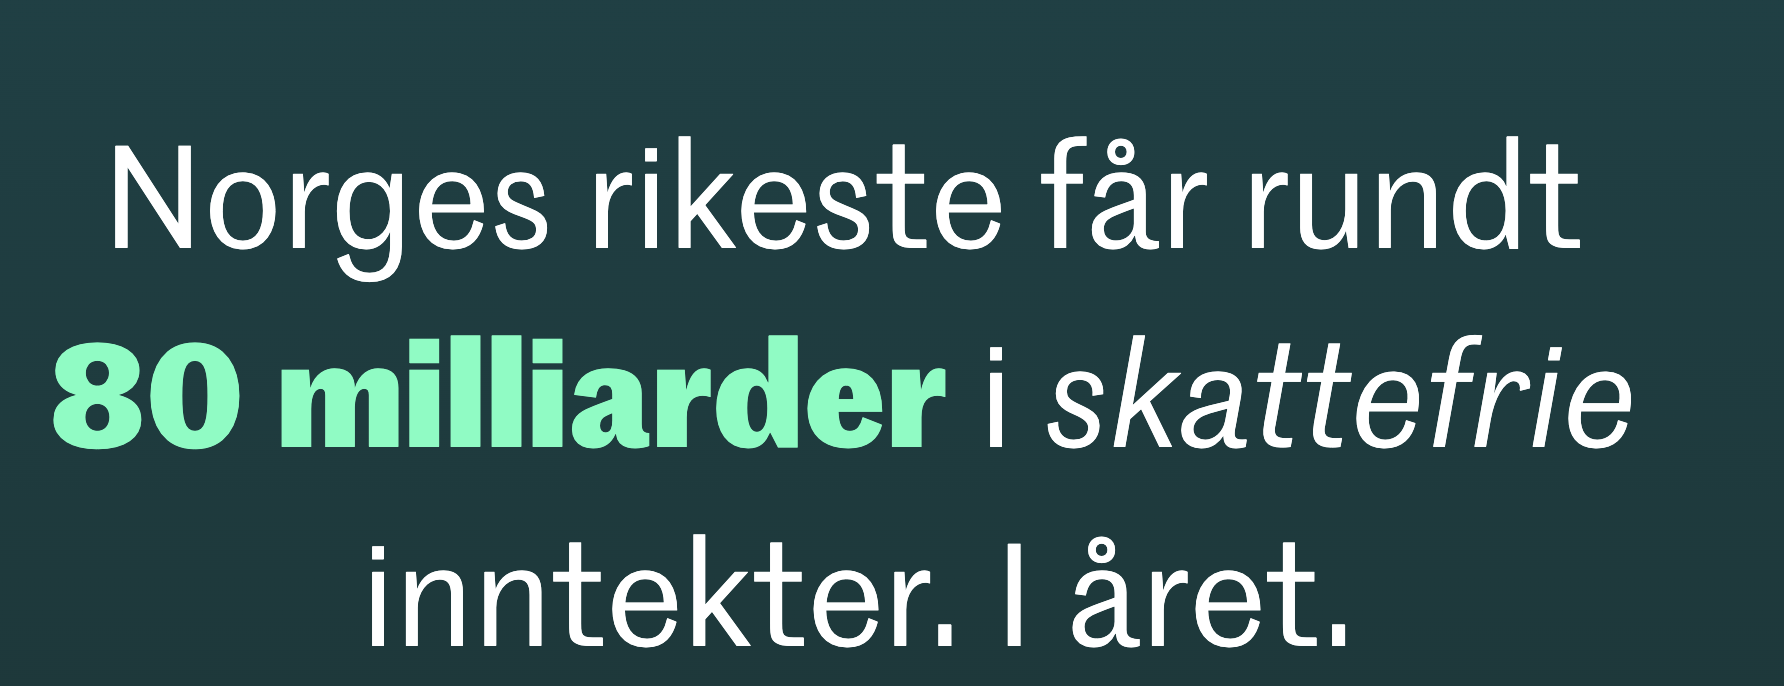 Norges rikeste får rundt
80 milliarder i skattefrie
inntekter. I året.